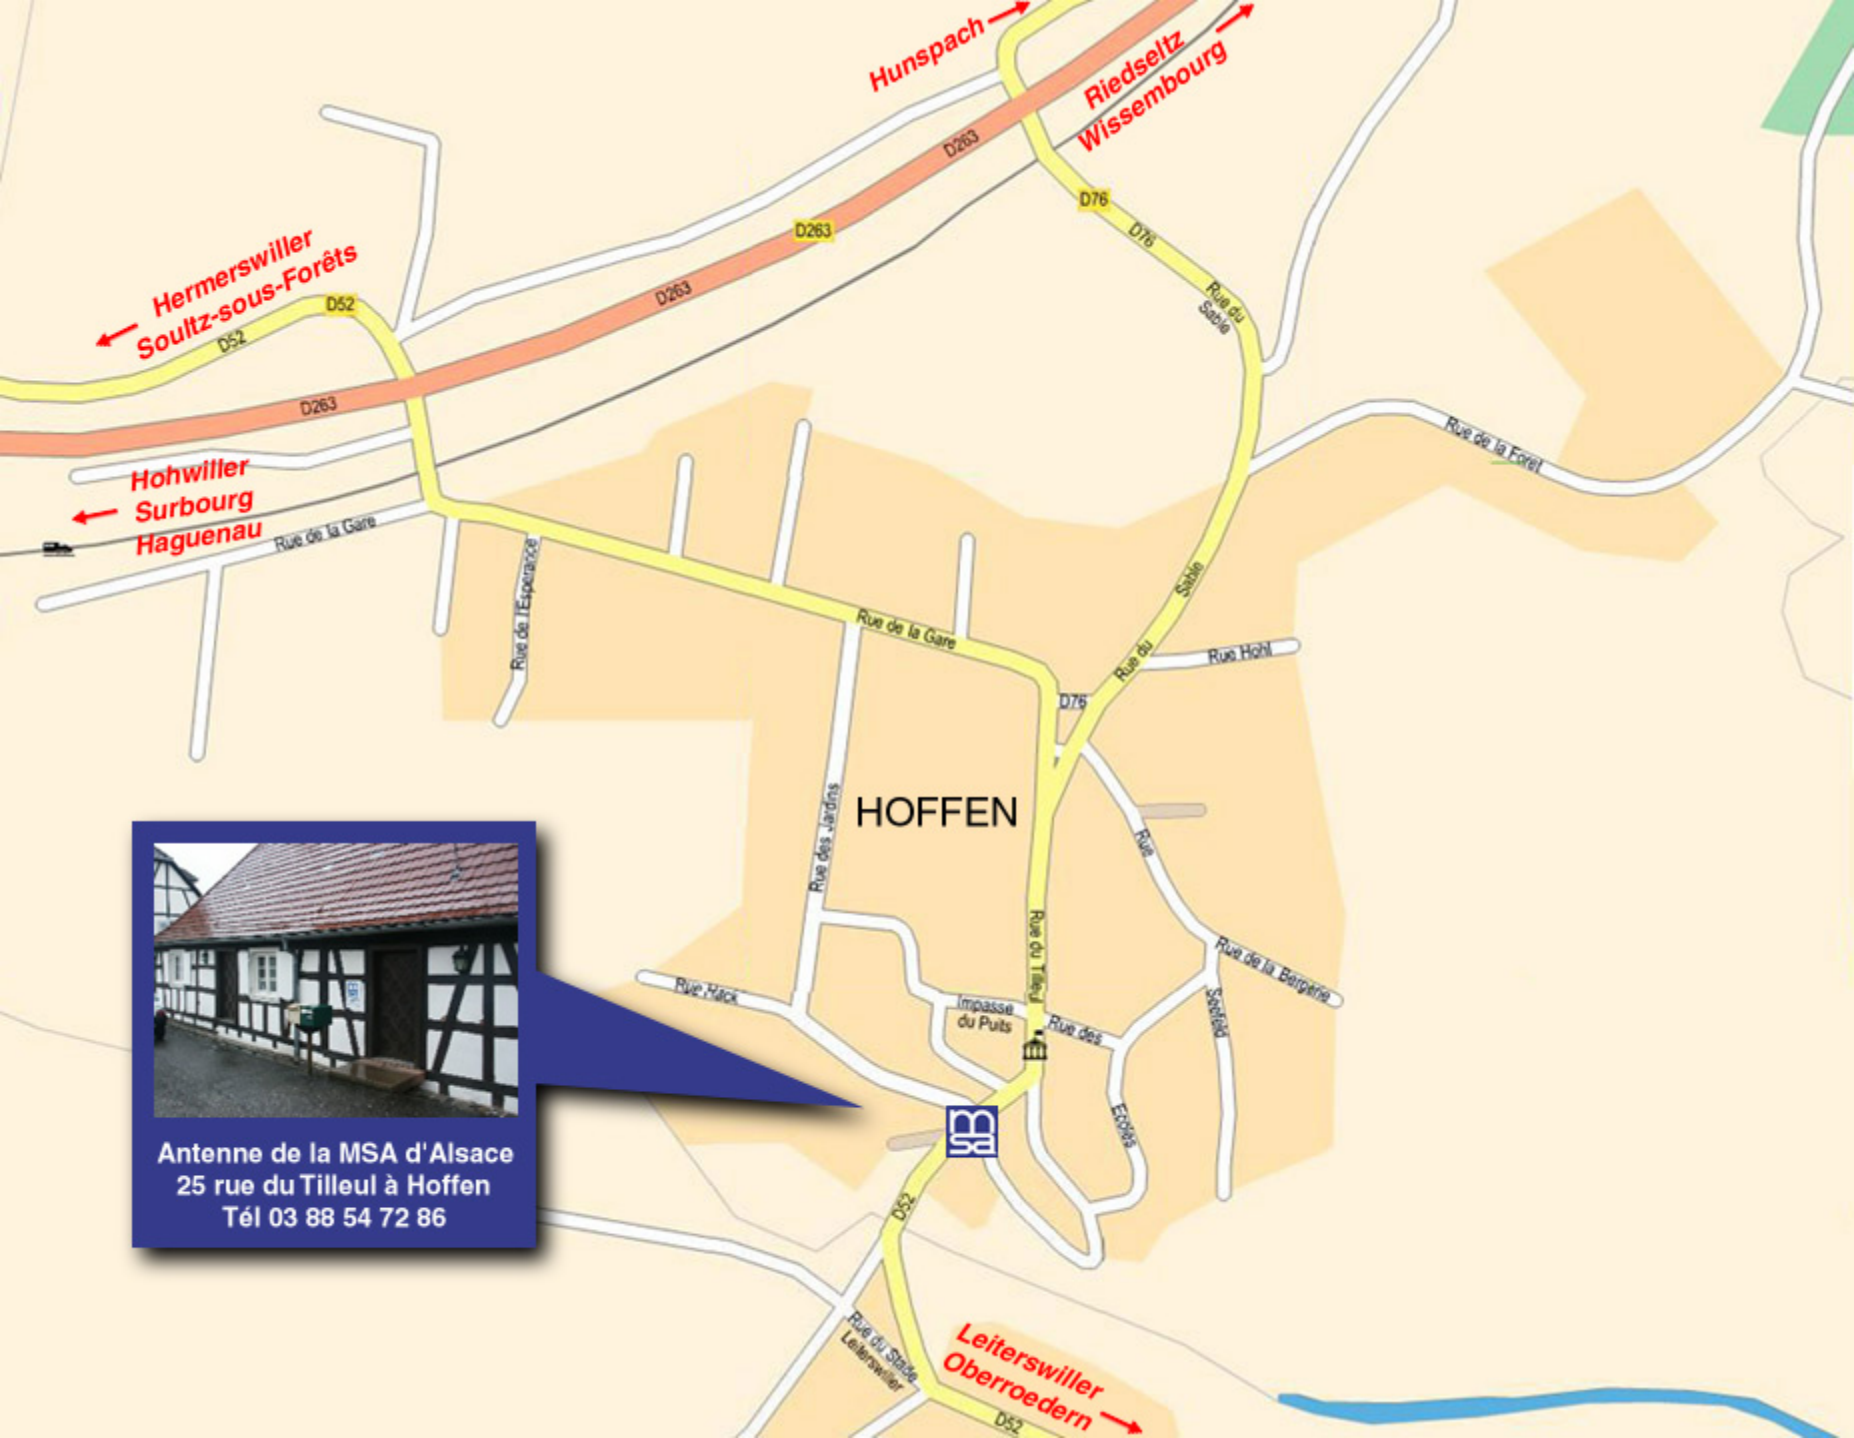 Hunspach
Riedseltz
Wissembourg
D263
D76
D263
D76
Hermerswiller
Soultz-sous-Forêts
D52
D263
Rue du
Sable
D52
D263
Rue de la Forêt
Hohwiller
Surbourg
Haguenau
Rue de la Gare
Rue de l'Esperance
Sable
Rue de la Gare
Rue du
Rue Hohl
D76
HOFFEN
Rue des Jardins
Rue
Rue du Tilleul
Rue de la Bergerie
Rue Hack
Impasse
du Puits
Rue des
Seefeld
Ecoles
msa
Antenne de la MSA d'Alsace
25 rue du Tilleul à Hoffen
Tél 03 88 54 72 86
D52
Rue du Stade
Leiterswiller
Leiterswiller
Oberroedern
D52